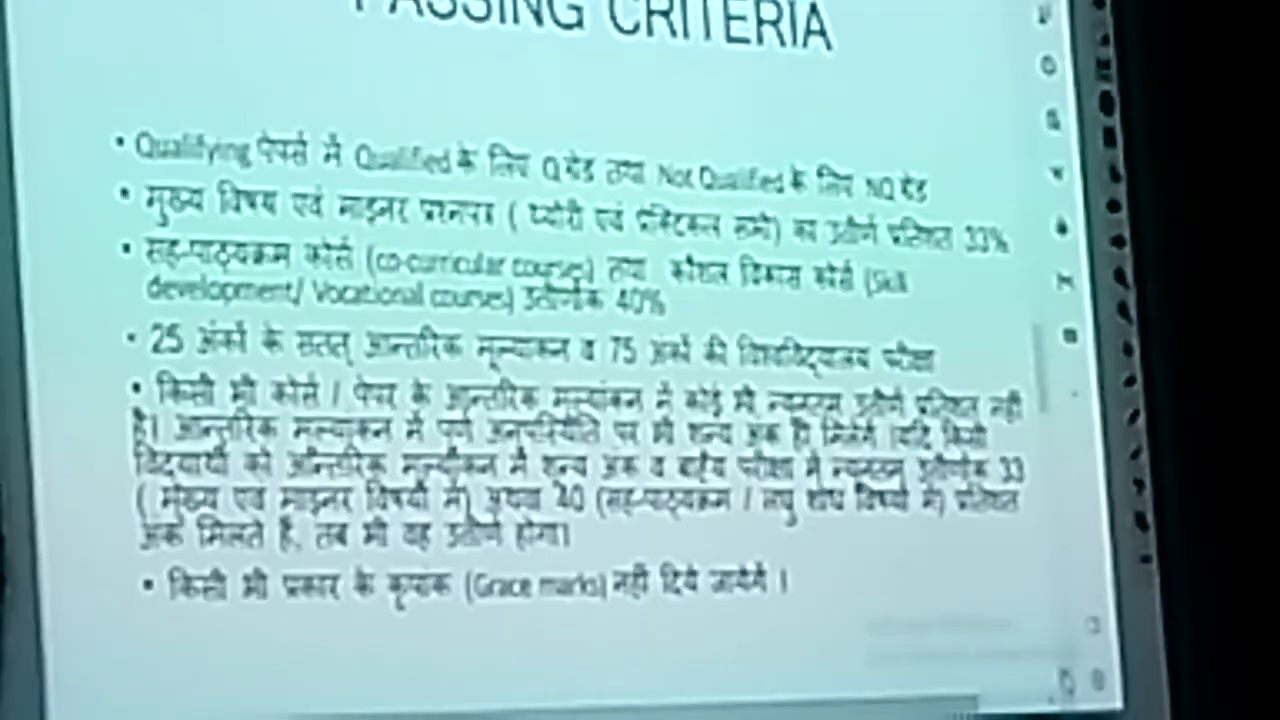 PASSING CRITERIA
• Qualifying पेपर्स में Qualified के लिए Q ग्रेड तथा Not Qualified के लिए NQ ग्रेड
• मुख्य विषय एवं माइनर प्रश्नपत्र ( थ्योरी एवं प्रैक्टिकल सभी) का उत्तीर्ण प्रतिशत 33%
• सह-पाठ्यक्रम कोर्स (co-curricular courses) तथा कौशल विकास कोर्स (Skill
development/ Vocational courses) उत्तीर्णांक 40%
• 25 अंकों के सतत् आन्तरिक मूल्यांकन व 75 अंकों की विश्वविद्यालय परीक्षा
• किसी भी कोर्स / पेपर के आन्तरिक मूल्यांकन में कोई भी न्यूनतम उत्तीर्ण प्रतिशत नहीं
है। आन्तरिक मूल्यांकन में पूर्ण अनुपस्थिति पर भी शून्य अंक ही मिलेंगे यदि किसी
विद्यार्थी को आंन्तरिक मूल्यांकन में शून्य अंक व बाह्य परीक्षा में न्यूनतम उत्तीर्णांक 33
( मुख्य एवं माइनर विषयों में) अथवा 40 (सह-पाठ्यक्रम / लघु शोध विषयों में) प्रतिशत
अंक मिलते हैं, तब भी वह उत्तीर्ण होगा।
• किसी भी प्रकार के कृपांक (Grace marks) नहीं दिये जायेंगे ।